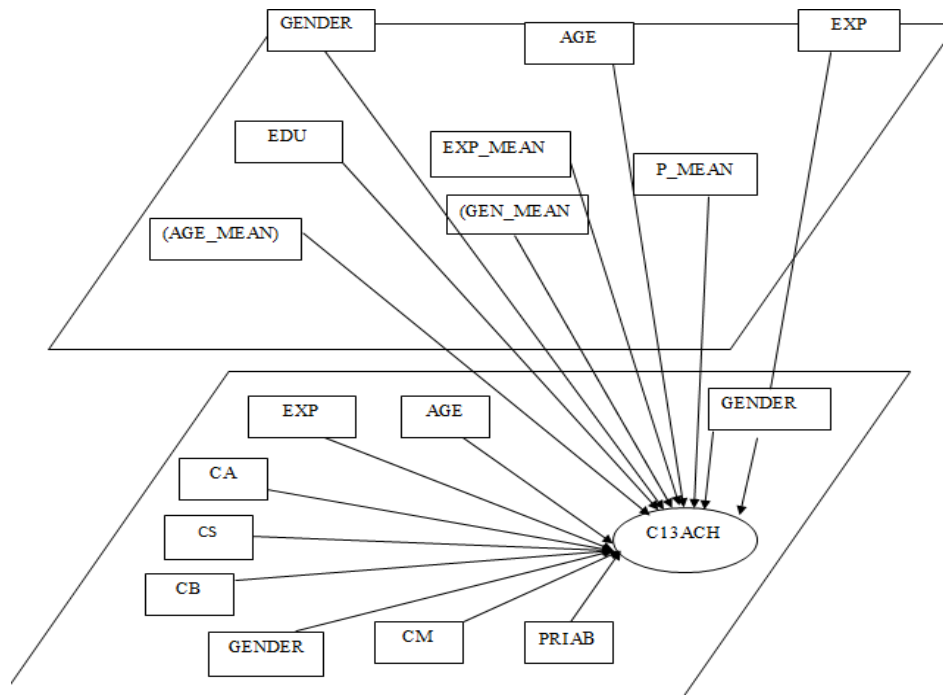 GENDER
AGE
EXP
EDU
EXP_MEAN
P_MEAN
(GEN_MEAN
(AGE_MEAN)
EXP
AGE
GENDER
CA
CS
C13ACH
CB
GENDER
CM
PRIAB